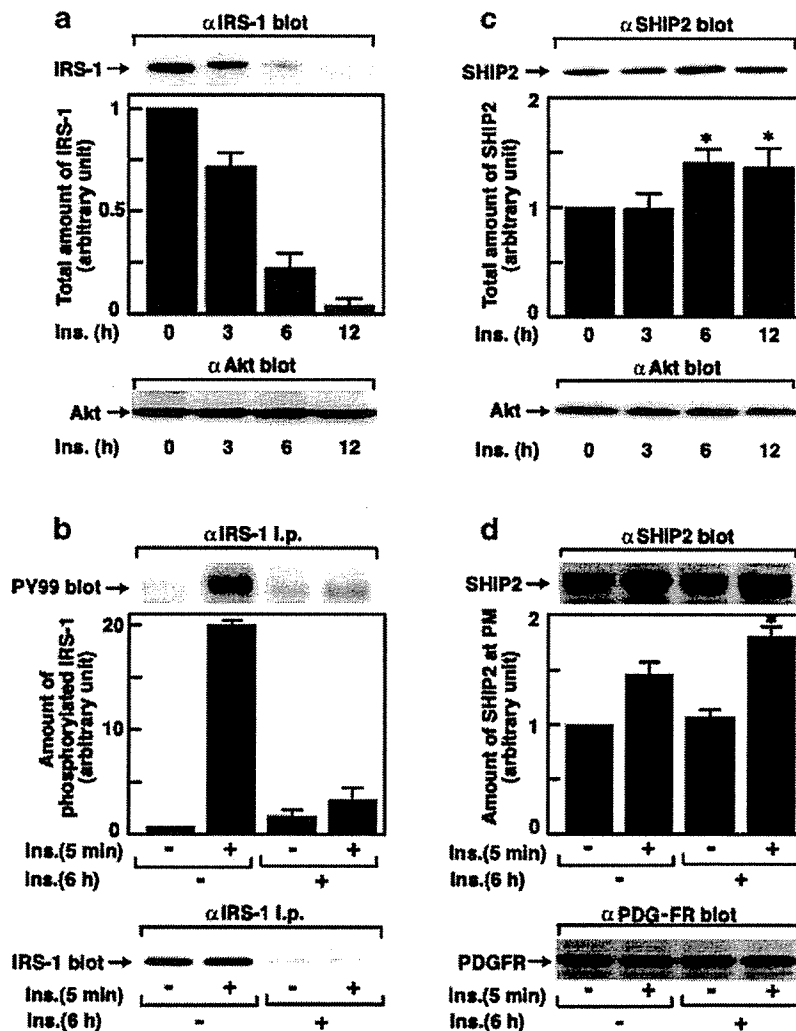 a
αIRS-1 blot
IRS-1→
Total amount of IRS-1
(arbitrary unit)
1
0.5
0
Ins. (h) 0 3 6 12
αAkt blot
Akt→
Ins. (h) 0 3 6 12
b
αIRS-1 I.p.
PY99 blot→
Amount of
phosphorylated IRS-1
(arbitrary unit)
20
10
0
Ins.(5 min) - + - +
Ins.(6 h) - +
αIRS-1 I.p.
IRS-1 blot→
Ins.(5 min) - + - +
Ins.(6 h) - +
c
αSHIP2 blot
SHIP2→
Total amount of SHIP2
(arbitrary unit)
2
1
0
* *
Ins. (h) 0 3 6 12
αAkt blot
Akt→
Ins. (h) 0 3 6 12
d
αSHIP2 blot
SHIP2→
Amount of SHIP2 at PM
(arbitrary unit)
2
1
0
*
Ins.(5 min) - + - +
Ins.(6 h) - +
αPDG-FR blot
PDGFR→
Ins.(5 min) - + - +
Ins.(6 h) - +